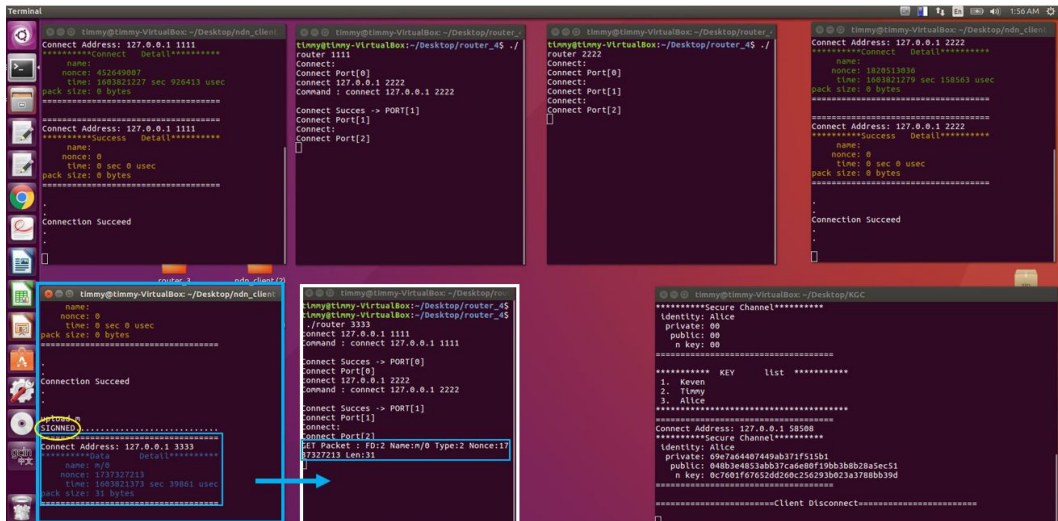 Terminal
En
1:56 AM
timmy@timmy-VirtualBox: ~/Desktop/ndn_client
Connect Address: 127.0.0.1 1111
**********Connect Detail**********
name:
nonce: 452649007
time: 1603821227 sec 926413 usec
pack size: 0 bytes
====================================
====================================
Connect Address: 127.0.0.1 1111
**********Success Detail**********
name:
nonce: 0
time: 0 sec 0 usec
pack size: 0 bytes
====================================
.
.
Connection Succeed
.
.
timmy@timmy-VirtualBox: ~/Desktop/router_
timmy@timmy-VirtualBox:~/Desktop/router_4$ ./
router 1111
Connect:
Connect Port[0]
connect 127.0.0.1 2222
Command : connect 127.0.0.1 2222
Connect Succes -> PORT[1]
Connect Port[1]
Connect:
Connect Port[2]
timmy@timmy-VirtualBox: ~/Desktop/router_
timmy@timmy-VirtualBox:~/Desktop/router_4$ ./
router 2222
Connect:
Connect Port[0]
Connect:
Connect Port[1]
Connect:
Connect Port[2]
timmy@timmy-VirtualBox: ~/Desktop/ndn_client
Connect Address: 127.0.0.1 2222
**********Connect Detail**********
name:
nonce: 1820513036
time: 1603821279 sec 158563 usec
pack size: 0 bytes
====================================
====================================
Connect Address: 127.0.0.1 2222
**********Success Detail**********
name:
nonce: 0
time: 0 sec 0 usec
pack size: 0 bytes
====================================
.
.
Connection Succeed
.
.
router_3
ndn_client (2)
timmy@timmy-VirtualBox: ~/Desktop/ndn_client
name:
nonce: 0
time: 0 sec 0 usec
pack size: 0 bytes
====================================
.
.
Connection Succeed
.
.
upload m
SIGNNED.............................
====================================
Connect Address: 127.0.0.1 3333
**********Data Detail**********
name: m/0
nonce: 1737327213
time: 1603821373 sec 39861 usec
pack size: 31 bytes
====================================
timmy@timmy-VirtualBox: ~/Desktop/rou
timmy@timmy-VirtualBox:~/Desktop/router_4$
timmy@timmy-VirtualBox:~/Desktop/router_4$
./router 3333
connect 127.0.0.1 1111
Command : connect 127.0.0.1 1111
Connect Succes -> PORT[0]
Connect Port[0]
connect 127.0.0.1 2222
Command : connect 127.0.0.1 2222
Connect Succes -> PORT[1]
Connect Port[1]
Connect:
Connect Port[2]
GET Packet : FD:2 Name:m/0 Type:2 Nonce:17
37327213 Len:31
timmy@timmy-VirtualBox: ~/Desktop/KGC
**********Secure Channel**********
identity: Alice
private: 00
public: 00
n key: 00
====================================
*********** KEY list ***********
1. Keven
2. Timmy
3. Alice
***************************************
====================================
Connect Address: 127.0.0.1 58508
**********Secure Channel**********
identity: Alice
private: 69e7a64407449ab371f515b1
public: 048b3e4853abb37ca6e80f19bb3b8b28a5ec51
n key: 0c7601f67652dd260c256293b023a3788bb39d
====================================
========================Client Disconnect========================